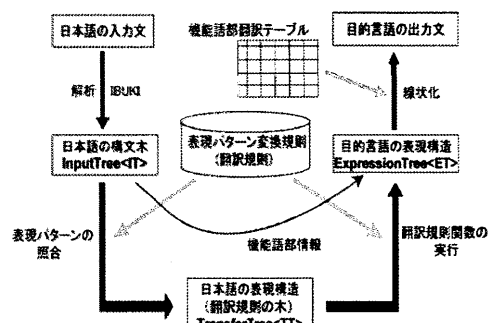 日本語の入力文
機能語部翻訳テーブル
目的言語の出力文
解析
IBUKI
線状化
日本語の構文木
InputTree<IT>
表現パターン変換規則
(翻訳規則)
目的言語の表現構造
ExpressionTree<ET>
表現パターンの
照合
機能語部情報
翻訳規則関数の
実行
日本語の表現構造
(翻訳規則の木)
TransferTree<TT>